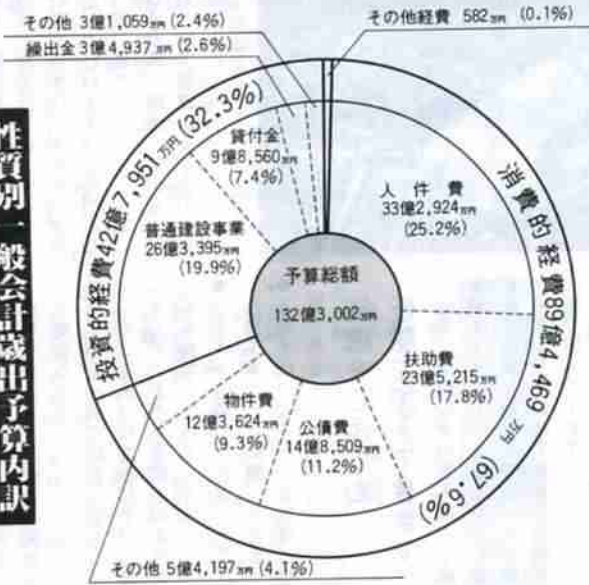 性質別一般会計歳出予算内訳
その他 3億1,059万円 (2.4%)
繰出金 3億4,937万円 (2.6%)
その他経費 582万円 (0.1%)
投資的経費42億7,951万円 (32.3%)
消費的経費89億4,469万円 (67.6%)
貸付金
9億8,560万円
(7.4%)
人件費
33億2,924万円
(25.2%)
普通建設事業
26億3,395万円
(19.9%)
予算総額
132億3,002万円
扶助費
23億5,215万円
(17.8%)
物件費
12億3,624万円
(9.3%)
公債費
14億8,509万円
(11.2%)
その他 5億4,197万円 (4.1%)